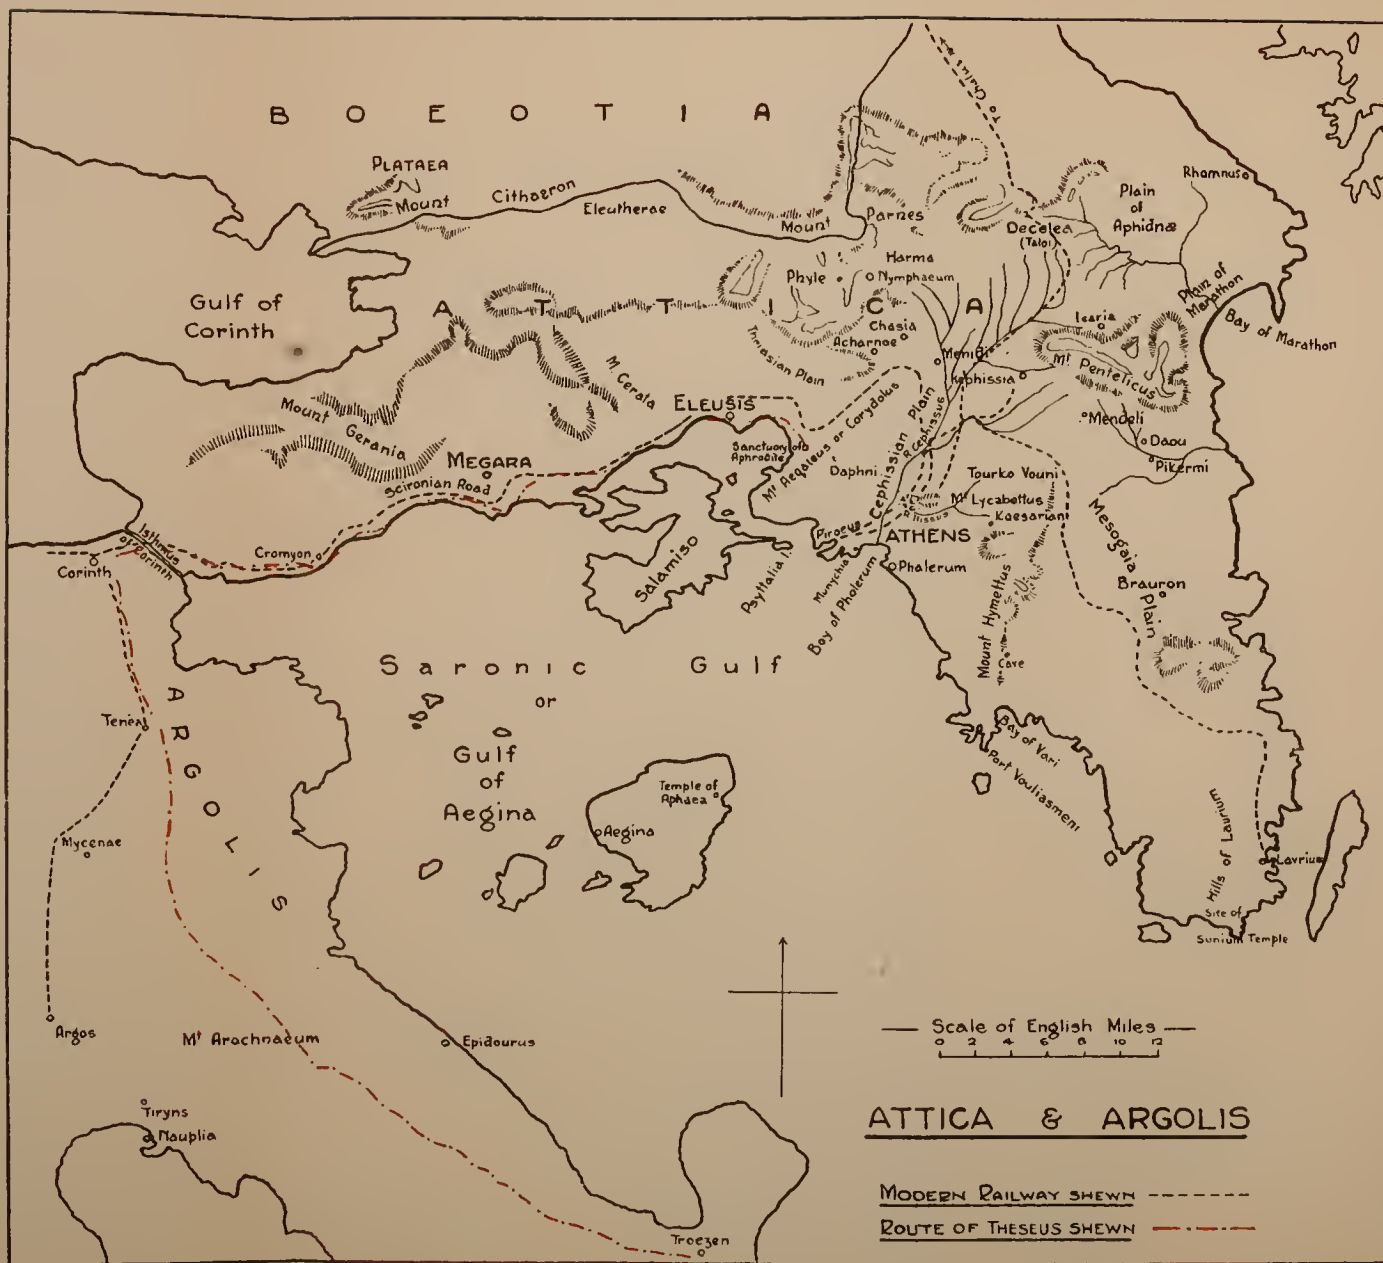 BOEOTIA
To Chalcis
PLATAEA
Mount Cithaeron
Eleutherae
Mount Parnes
Rhamnus
Plain of Aphidnæ
Decelea
(Tatoi)
Harma
Phyle
Nymphaeum
Gulf of Corinth
ATTICA
Plain of Marathon
Bay of Marathon
Icaria
Chasia
Acharnae
Thriasian Plain
Menidi
Kephissia
Mt Pentelicus
M. Cerata
Mount Gerania
ELEUSIS
Mt Aegaleus or Corydolus
Cephissian Plain
R. Cephissus
Mendeli
Daou
Pikermi
Sanctuary of Aphrodite
Daphni
MEGARA
Scironian Road
Tourko Vouni
Mt Lycabettus
R Ilissus
Kaesariani
Mesogaia Plain
Isthmus of Corinth
Cromyon
Corinth
Salamiso
Psyttalia
Piraeus
Munychia
ATHENS
Phalerum
Bay of Phalerum
Brauron
Mount Hymettus
Cave
Saronic Gulf
or
Gulf
of
Aegina
ARGOLIS
Tenea
Bay of Vari
Port Vouliasmeni
Temple of Aphaea
Aegina
Mycenae
Hills of Laurium
Lavrium
Site of
Sunium Temple
Argos
Mt Arachnaeum
Epidaurus
Scale of English Miles
0 2 4 6 8 10 12
Tiryns
Nauplia
ATTICA & ARGOLIS
MODERN RAILWAY SHEWN
ROUTE OF THESEUS SHEWN
Troezen